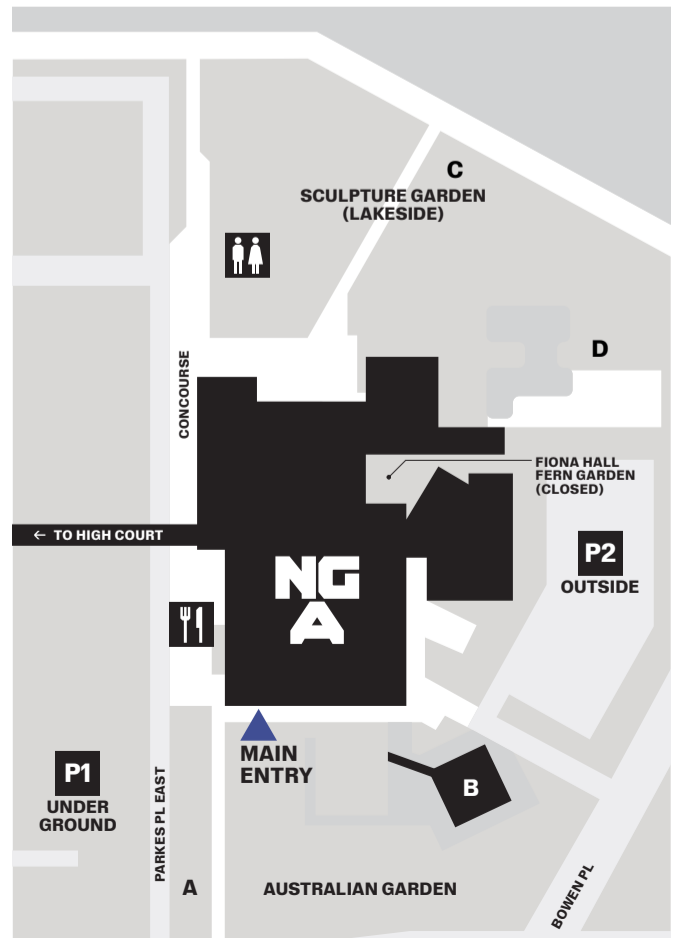 C
SCULPTURE GARDEN
(LAKESIDE)
D
CONCOURSE
FIONA HALL
FERN GARDEN
(CLOSED)
← TO HIGH COURT
P2
OUTSIDE
NG
A
MAIN
ENTRY
P1
UNDER
GROUND
B
PARKES PL EAST
A
AUSTRALIAN GARDEN
BOWEN PL